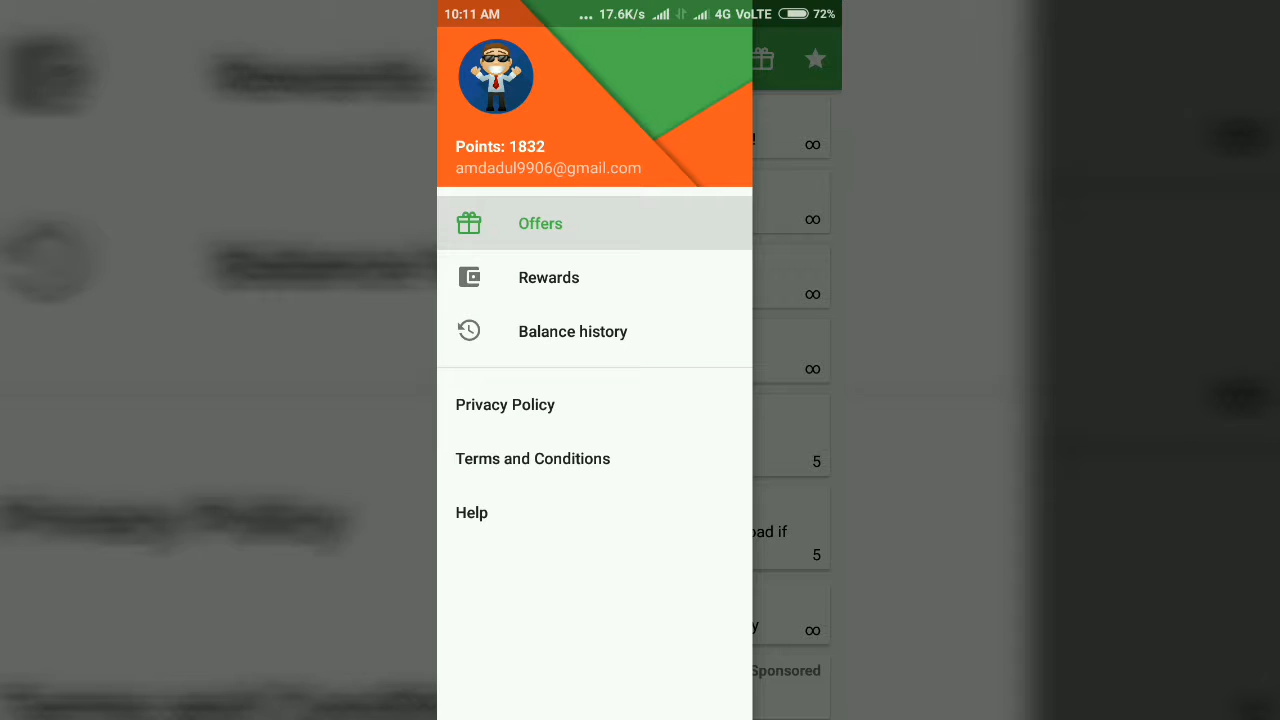 10:11 AM ... 17.6K/s 4G VoLTE 72%
Points: 1832
amdadul9906@gmail.com
Offers
Rewards
Balance history
Privacy Policy
Terms and Conditions
Help
!
∞
∞
∞
∞
5
if
5
y
∞
Sponsored